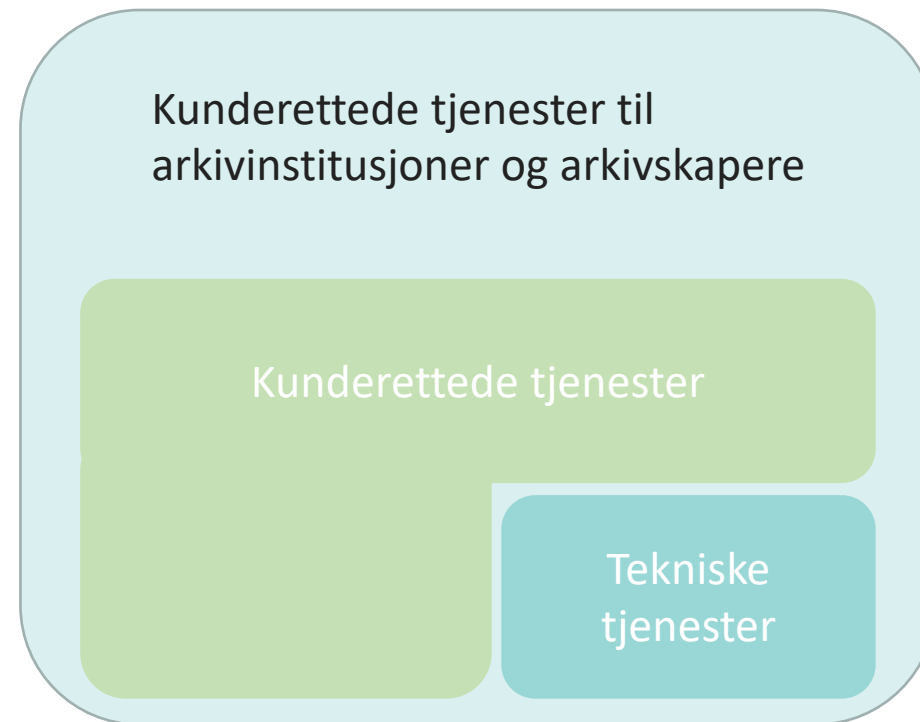 Kunderettede tjenester til
arkivinstitusjoner og arkivskapere
Kunderettede tjenester
Tekniske
tjenester